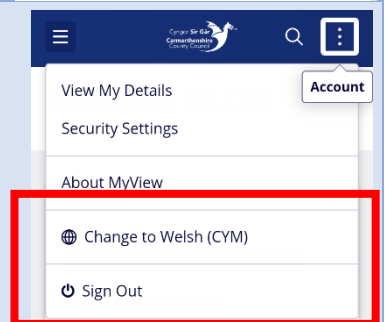 Cyngor Sir Gâr
Carmarthenshire
County Council
Account
View My Details
Security Settings
About MyView
Change to Welsh (CYM)
Sign Out